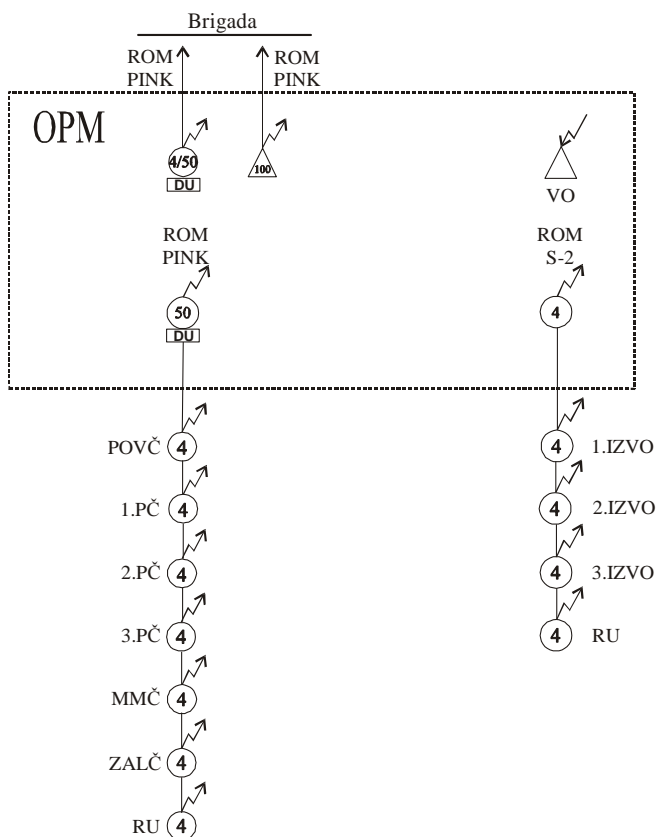 Brigada
ROM
PINK
ROM
PINK
OPM
4/50
DU
100
VO
ROM
PINK
ROM
S-2
50
DU
4
POVČ 4
4 1.IZVO
1.PČ 4
4 2.IZVO
2.PČ 4
4 3.IZVO
3.PČ 4
4 RU
MMČ 4
ZALČ 4
RU 4